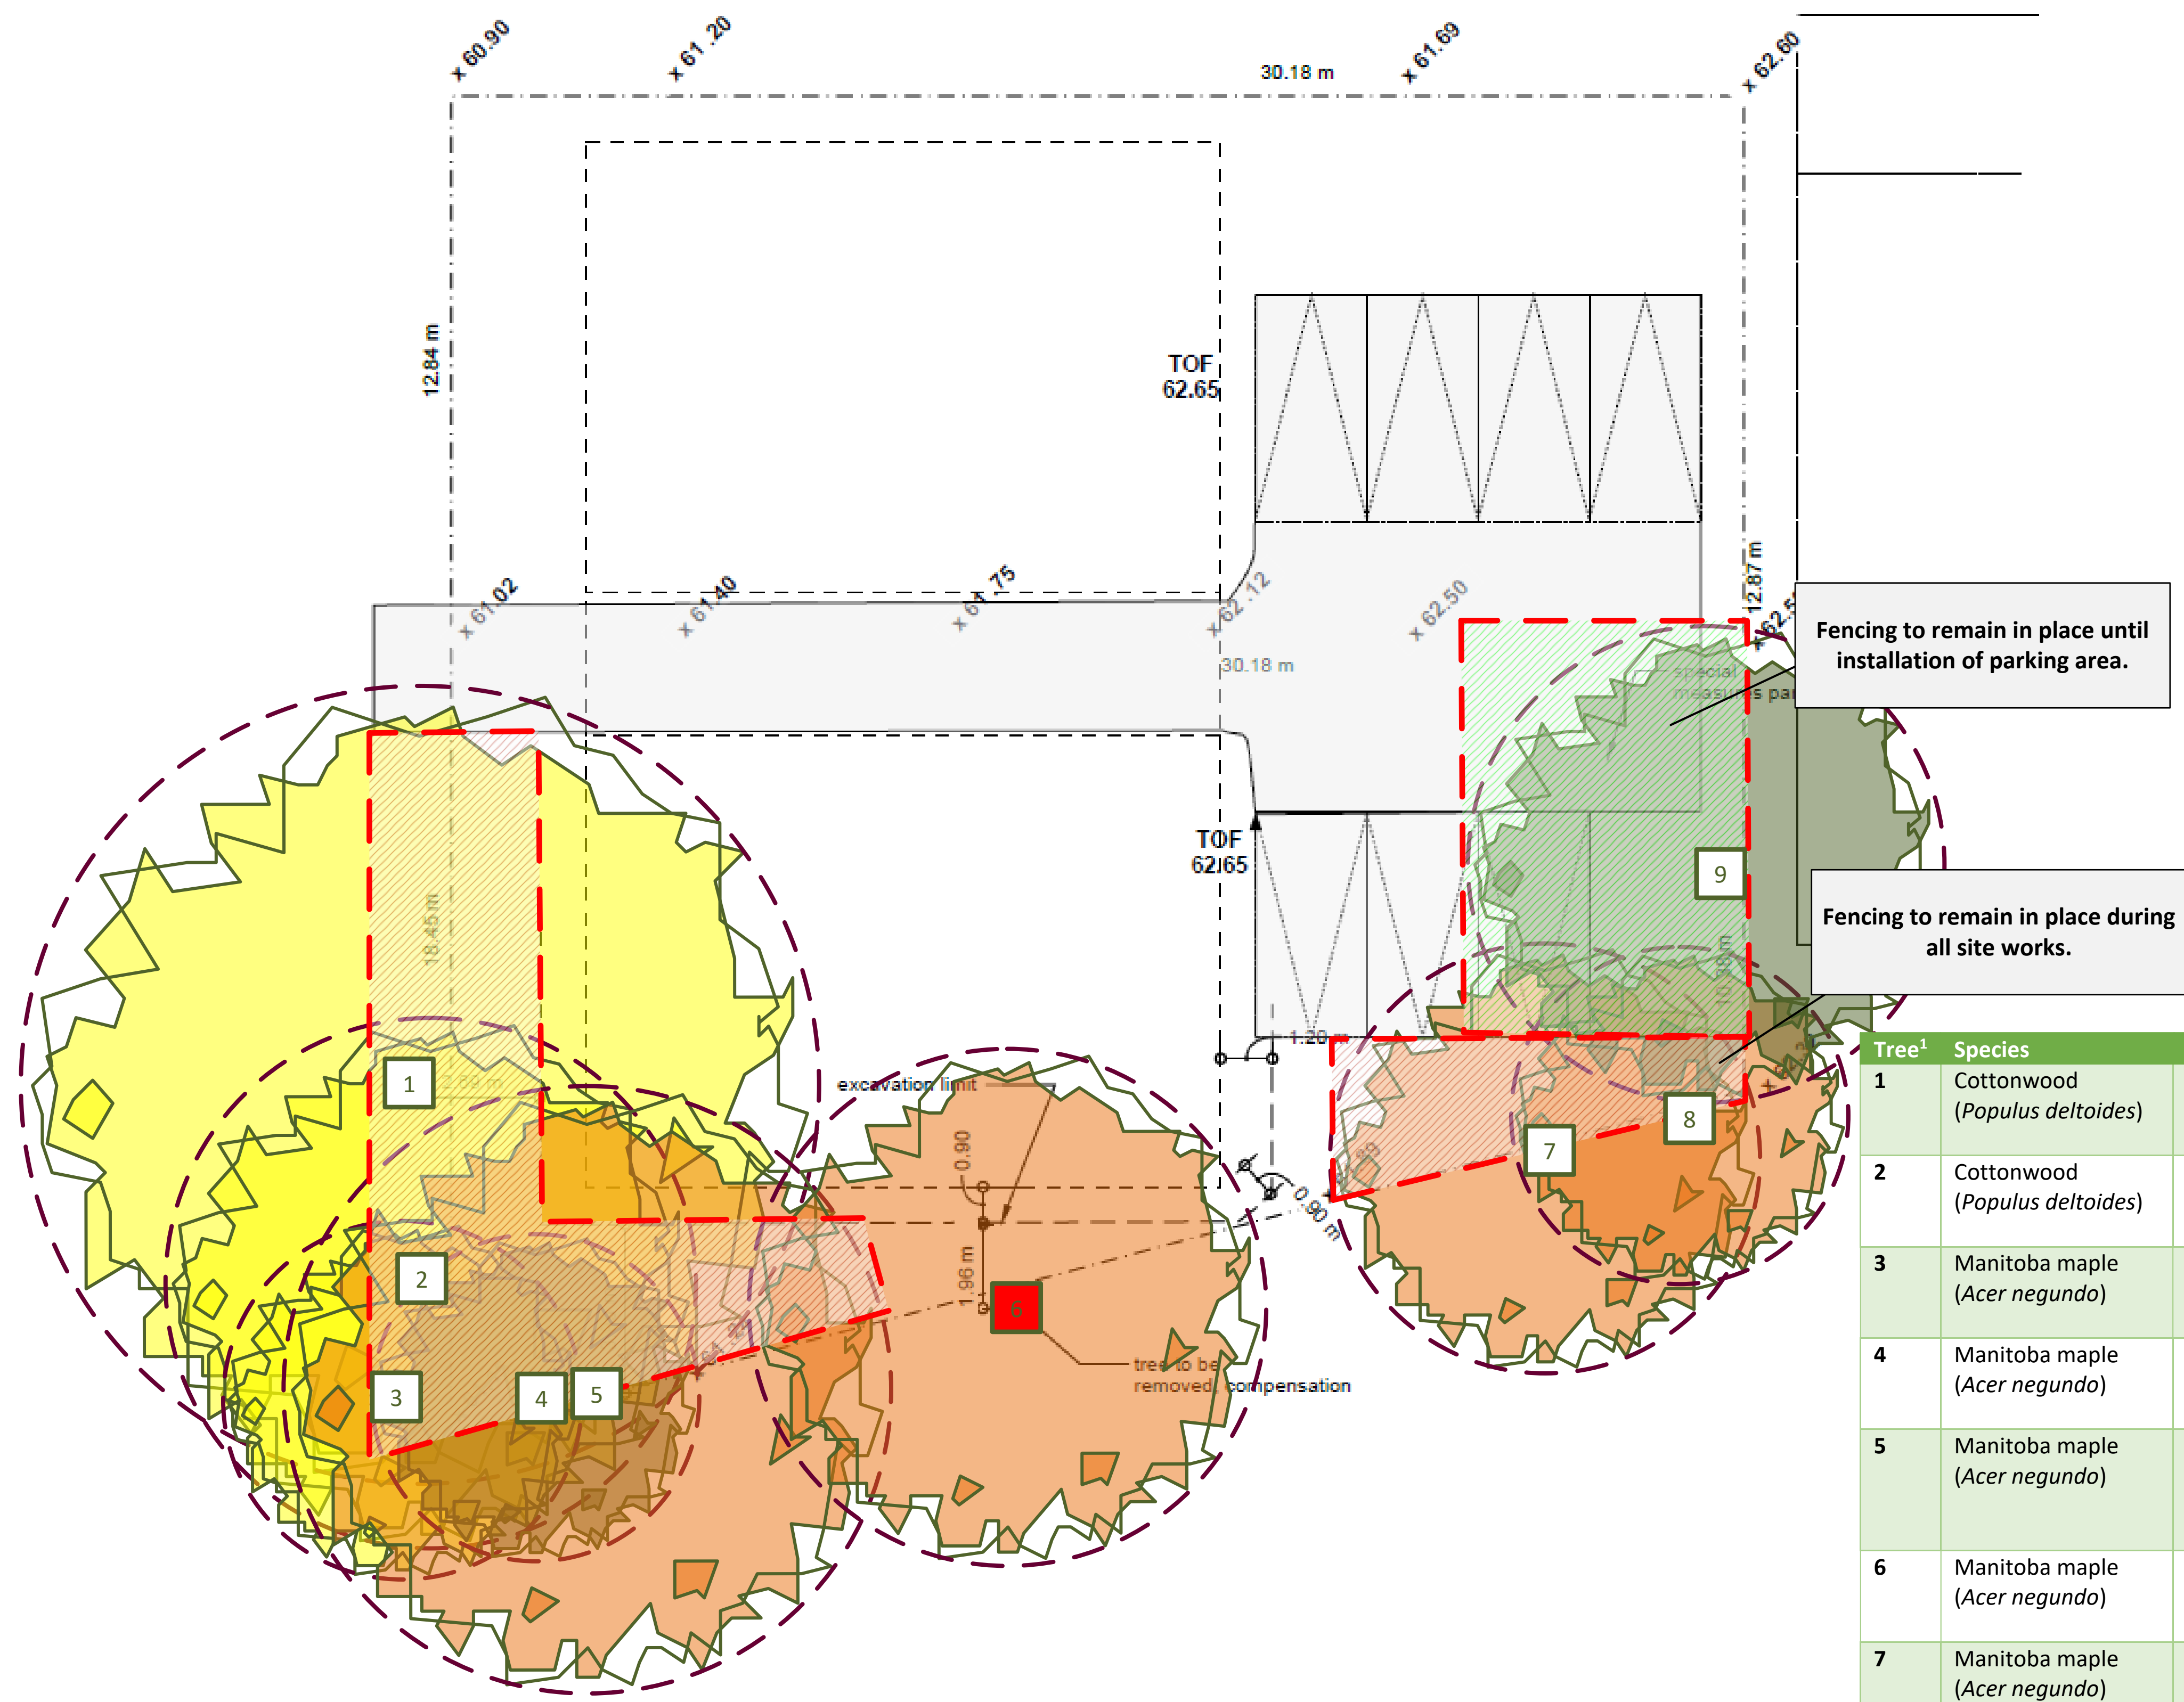 x 60.90
x 61.20
30.18 m
x 61.69
x 62.60
12.84 m
TOF
62.65
12.87 m
x 61.02
x 61.40
x 61.75
x 62.12
x 62.50
30.18 m
special
measures par
Fencing to remain in place until
installation of parking area.
TOF
62.65
9
18.45 m
Fencing to remain in place during
all site works.
1
1.20 m
excavation limit
0.90
8
7
0.90 m
2
1.96 m
6
tree to be
removed, compensation
3
4
5
Tree¹ Species
1 Cottonwood
(Populus deltoides)
2 Cottonwood
(Populus deltoides)
3 Manitoba maple
(Acer negundo)
4 Manitoba maple
(Acer negundo)
5 Manitoba maple
(Acer negundo)
6 Manitoba maple
(Acer negundo)
7 Manitoba maple
(Acer negundo)